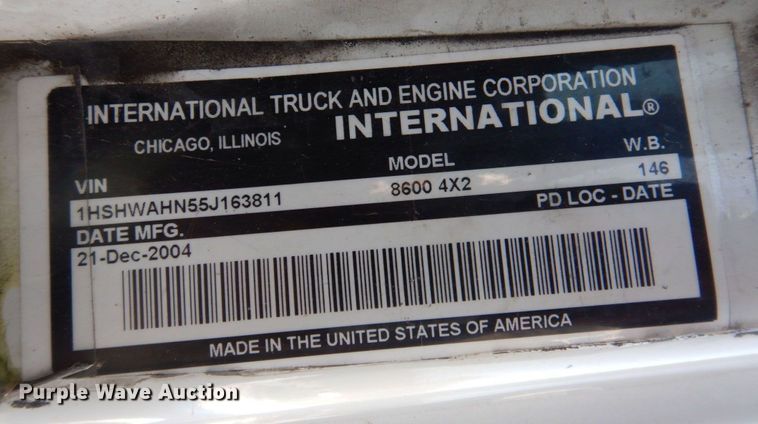 INTERNATIONAL TRUCK AND ENGINE CORPORATION
CHICAGO, ILLINOIS INTERNATIONAL®
VIN MODEL W.B.
1HSHWAHN55J163811 8600 4X2 146
DATE MFG. PD LOC - DATE
21-Dec-2004
MADE IN THE UNITED STATES OF AMERICA
Purple Wave Auction